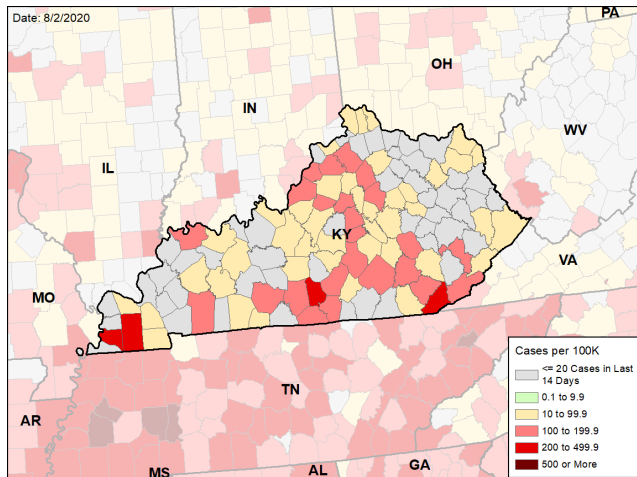 Date: 8/2/2020
PA
OH
IN
WV
IL
KY
VA
MO
TN
AR
MS
AL
GA
Cases per 100K
<= 20 Cases in Last
14 Days
0.1 to 9.9
10 to 99.9
100 to 199.9
200 to 499.9
500 or More